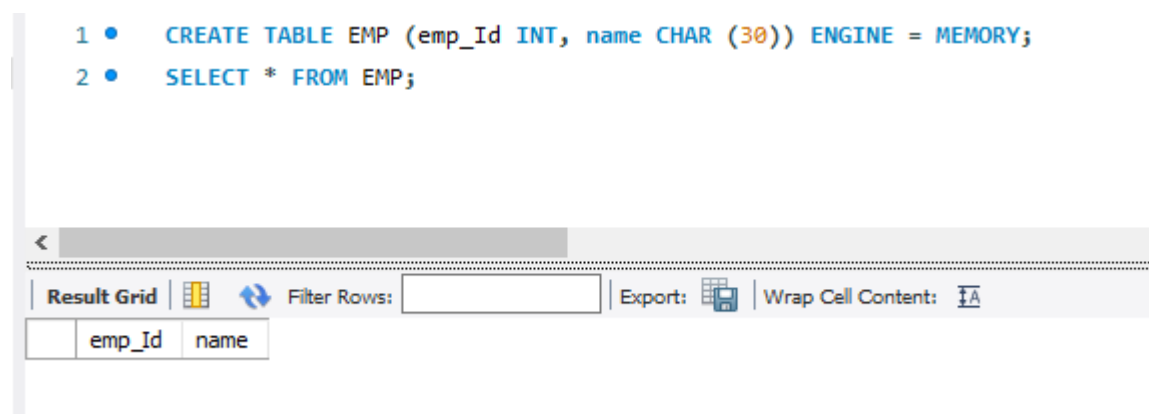 1 CREATE TABLE EMP (emp_Id INT, name CHAR (30)) ENGINE = MEMORY;
2 SELECT * FROM EMP;
Result Grid Filter Rows: Export: Wrap Cell Content: IA
emp_Id name